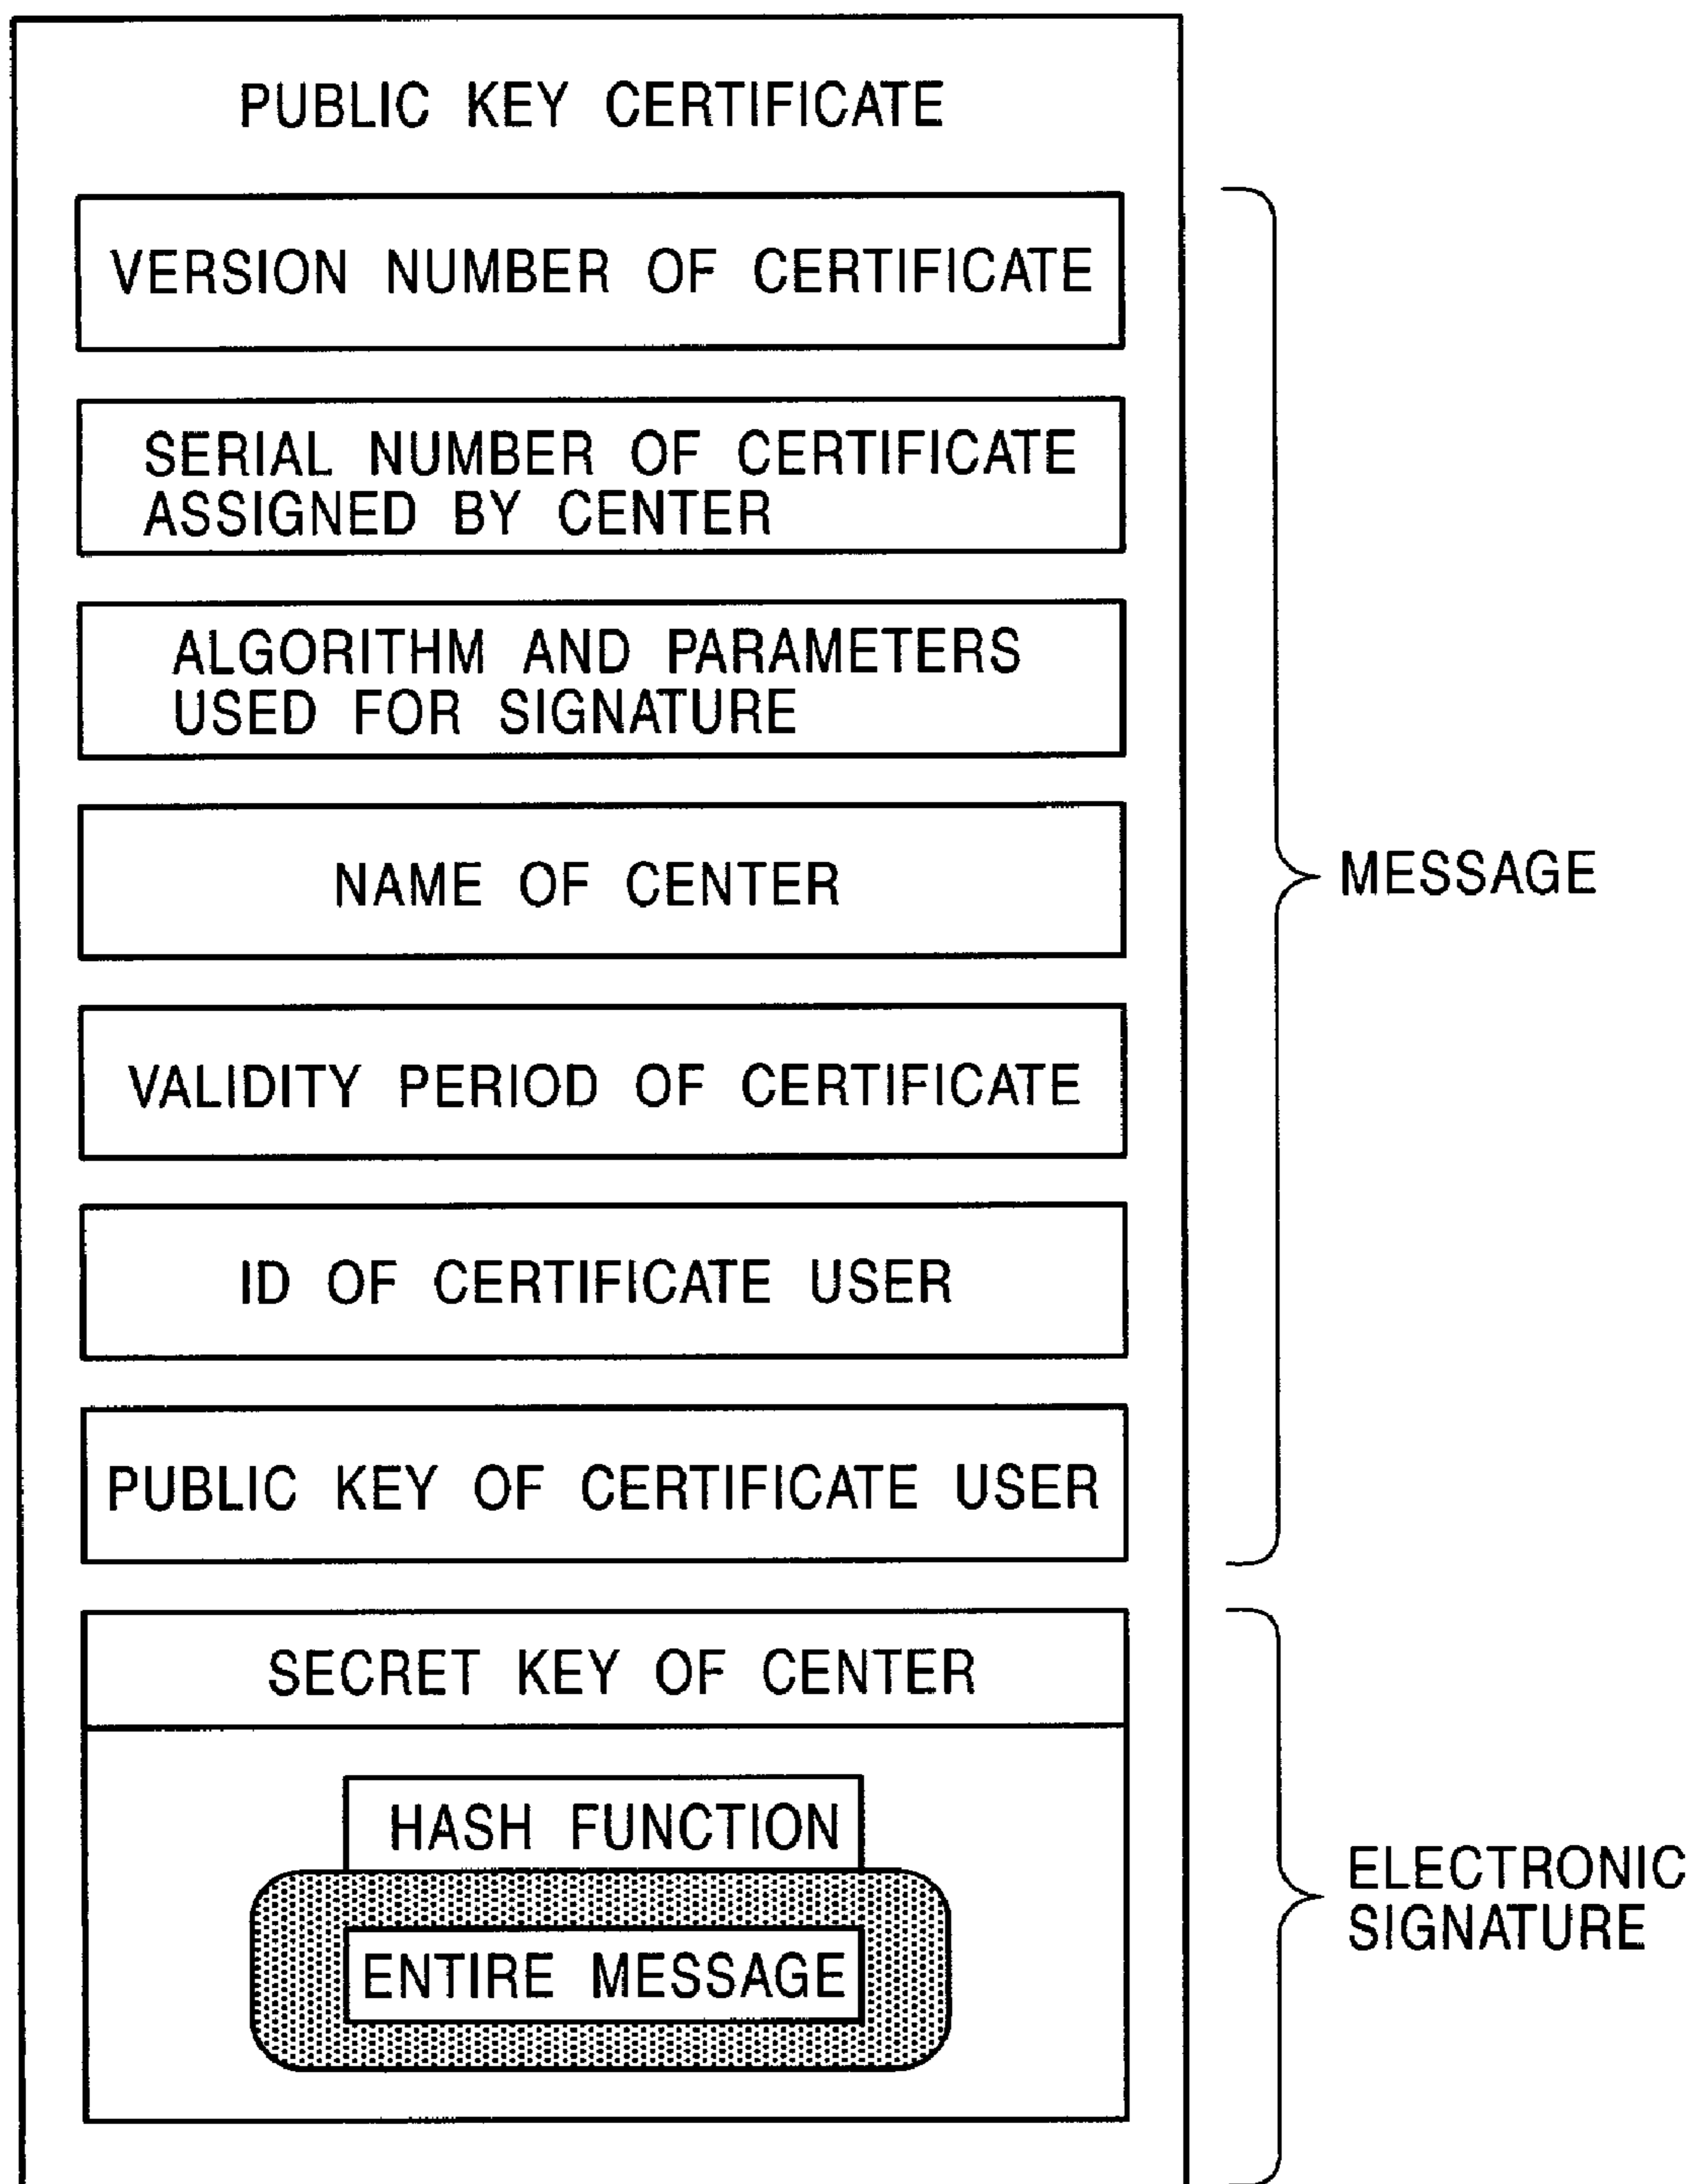 PUBLIC KEY CERTIFICATE
VERSION NUMBER OF CERTIFICATE
SERIAL NUMBER OF CERTIFICATE
ASSIGNED BY CENTER
ALGORITHM AND PARAMETERS
USED FOR SIGNATURE
NAME OF CENTER
VALIDITY PERIOD OF CERTIFICATE
ID OF CERTIFICATE USER
PUBLIC KEY OF CERTIFICATE USER
MESSAGE
SECRET KEY OF CENTER
HASH FUNCTION
ENTIRE MESSAGE
ELECTRONIC
SIGNATURE